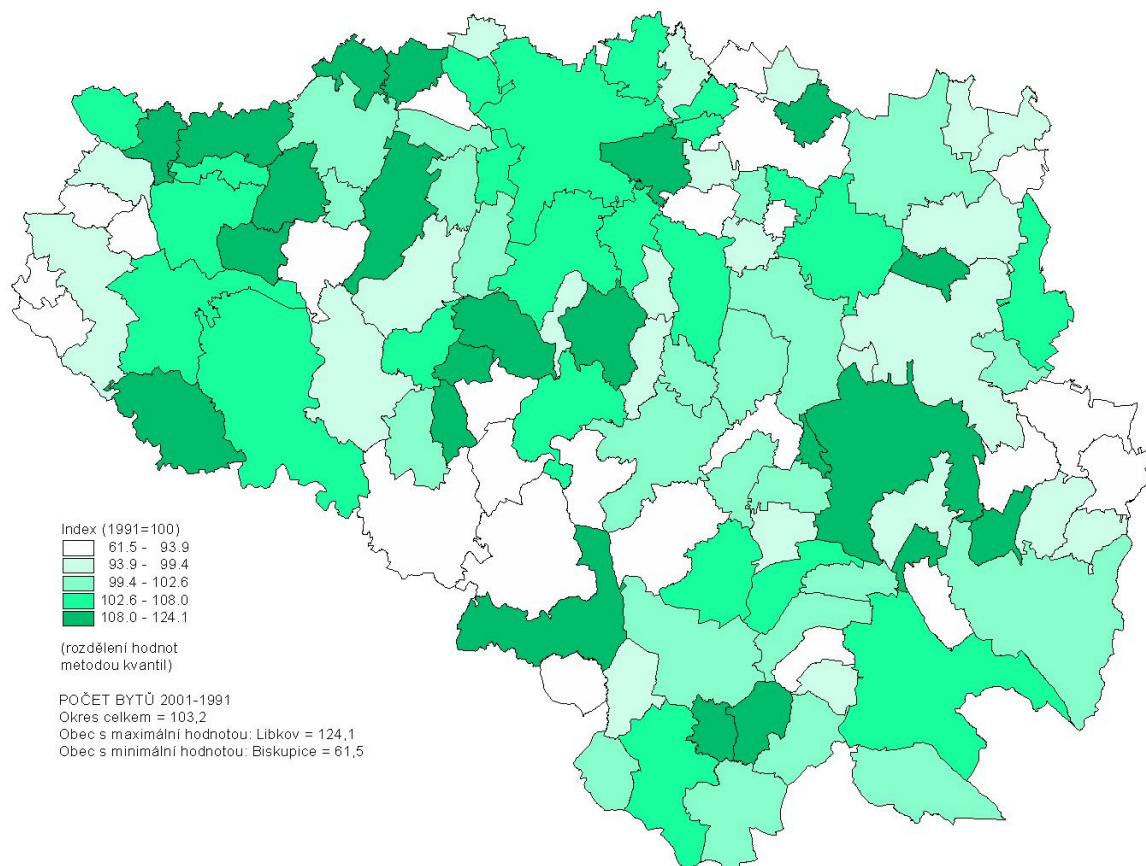 Index (1991=100)
61.5 - 93.9
93.9 - 99.4
99.4 - 102.6
102.6 - 108.0
108.0 - 124.1
(rozdělení hodnot
metodou kvantil)
POČET BYTŮ 2001-1991
Okres celkem = 103,2
Obec s maximální hodnotou: Libkov = 124,1
Obec s minimální hodnotou: Biskupice = 61,5